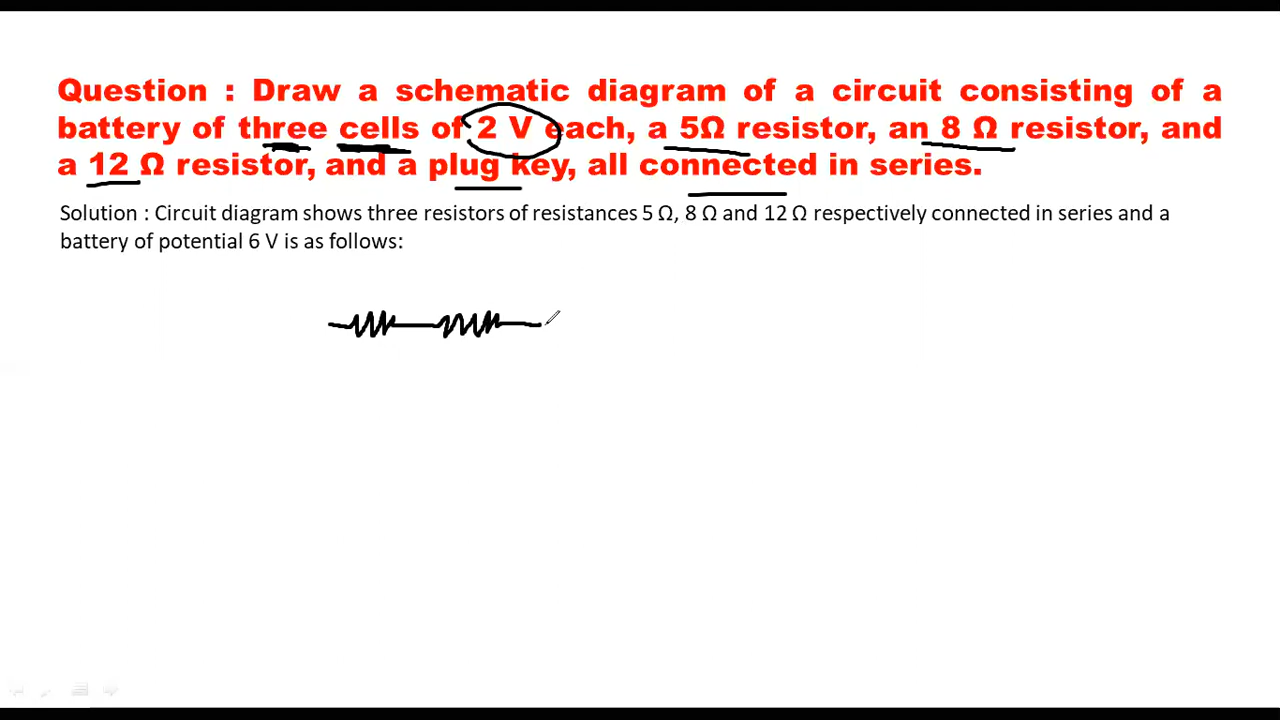 Question : Draw a schematic diagram of a circuit consisting of a
battery of three cells of 2 V each, a 5Ω resistor, an 8 Ω resistor, and
a 12 Ω resistor, and a plug key, all connected in series.
Solution : Circuit diagram shows three resistors of resistances 5 Ω, 8 Ω and 12 Ω respectively connected in series and a
battery of potential 6 V is as follows: